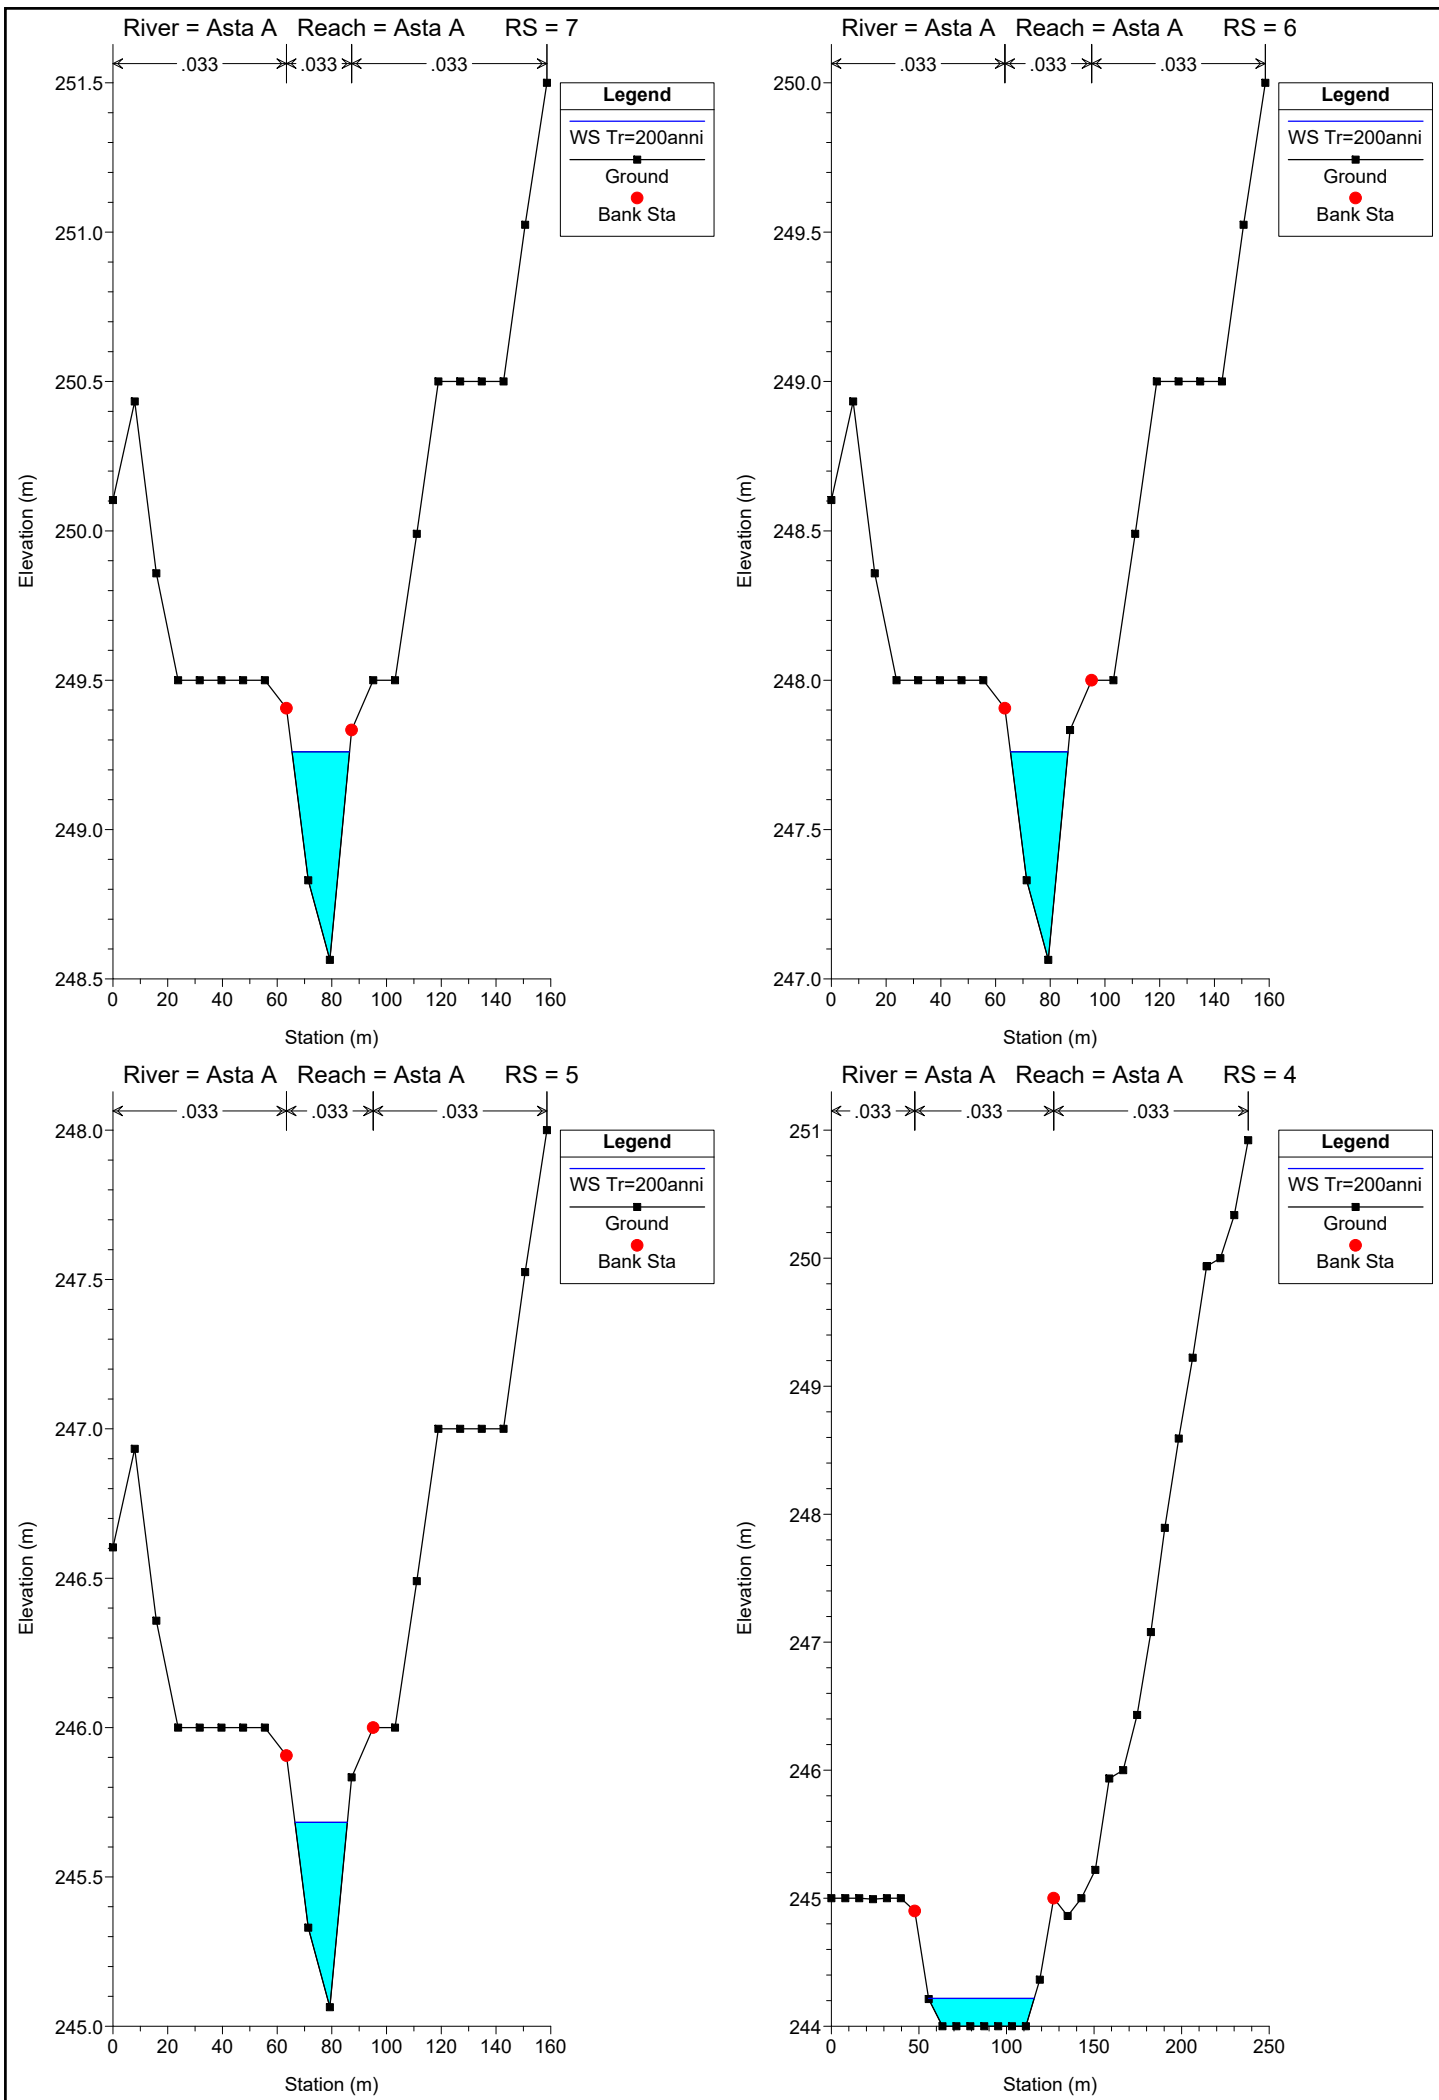 River = Asta A Reach = Asta A RS = 7
.033 .033 .033
251.5
251.0
250.5
250.0
249.5
249.0
248.5
Elevation (m)
0 20 40 60 80 100 120 140 160
Station (m)
Legend
WS Tr=200anni
Ground
Bank Sta
River = Asta A Reach = Asta A RS = 6
.033 .033 .033
250.0
249.5
249.0
248.5
248.0
247.5
247.0
Elevation (m)
0 20 40 60 80 100 120 140 160
Station (m)
Legend
WS Tr=200anni
Ground
Bank Sta
River = Asta A Reach = Asta A RS = 5
.033 .033 .033
248.0
247.5
247.0
246.5
246.0
245.5
245.0
Elevation (m)
0 20 40 60 80 100 120 140 160
Station (m)
Legend
WS Tr=200anni
Ground
Bank Sta
River = Asta A Reach = Asta A RS = 4
.033 .033 .033
251
250
249
248
247
246
245
244
Elevation (m)
0 50 100 150 200 250
Station (m)
Legend
WS Tr=200anni
Ground
Bank Sta